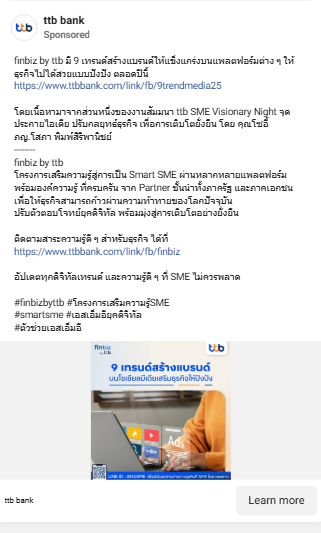 ttb bank
Sponsored
finbiz by ttb มี 9 เทรนด์สร้างแบรนด์ให้แข็งแกร่งบนแพลตฟอร์มต่าง ๆ ให้
ธุรกิจไปได้สวยแบบปังปัง ตลอดปีนี้
https://www.ttbbank.com/link/fb/9trendmedia25
โดยเนื้อหามาจากส่วนหนึ่งของงานสัมมนา ttb SME Visionary Night จุด
ประกายไอเดีย ปรับกลยุทธ์ธุรกิจ เพื่อการเติบโตยั่งยืน โดย คุณโซอี้
ภญ.โสภา พิมพ์สิริพานิชย์
--------
finbiz by ttb
โครงการเสริมความรู้สู่การเป็น Smart SME ผ่านหลากหลายแพลตฟอร์ม
พร้อมองค์ความรู้ ที่ครบครัน จาก Partner ชั้นนำทั้งภาครัฐ และภาคเอกชน
เพื่อให้ธุรกิจสามารถก้าวผ่านความท้าทายของโลกปัจจุบัน
ปรับตัวตอบโจทย์ยุคดิจิทัล พร้อมมุ่งสู่การเติบโตอย่างยั่งยืน
ติดตามสาระความรู้ดี ๆ สำหรับธุรกิจ ได้ที่
https://www.ttbbank.com/link/fb/finbiz
อัปเดตทุกดิจิทัลเทรนด์ และความรู้ดี ๆ ที่ SME ไม่ควรพลาด
#finbizbyttb #โครงการเสริมความรู้SME
#smartsme #เอสเอ็มอียุคดิจิทัล
#ตัวช่วยเอสเอ็มอี
finbiz
by ttb
ttb
9 เทรนด์สร้างแบรนด์
บนโซเชียลมีเดียเสริมธุรกิจให้ปังปัง
Ads
ttb bank
Learn more